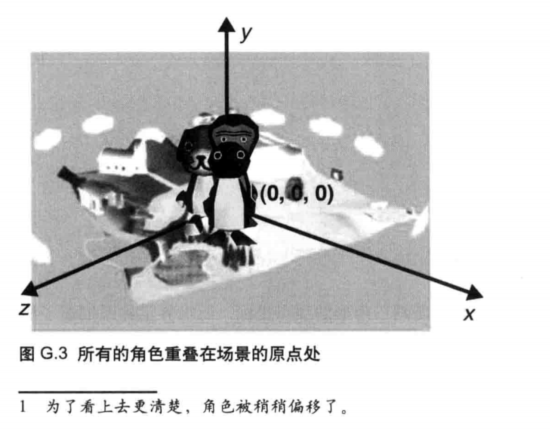 y
(0, 0, 0)
z
x
图 G.3 所有的角色重叠在场景的原点处
1 为了看上去更清楚，角色被稍稍偏移了。